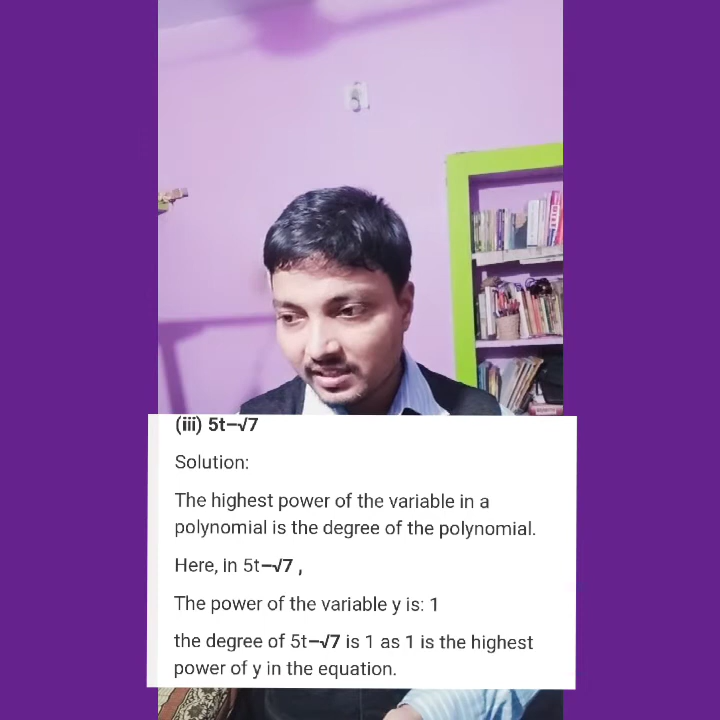 (iii) 5t−√7
Solution:
The highest power of the variable in a
polynomial is the degree of the polynomial.
Here, in 5t−√7 ,
The power of the variable y is: 1
the degree of 5t−√7 is 1 as 1 is the highest
power of y in the equation.